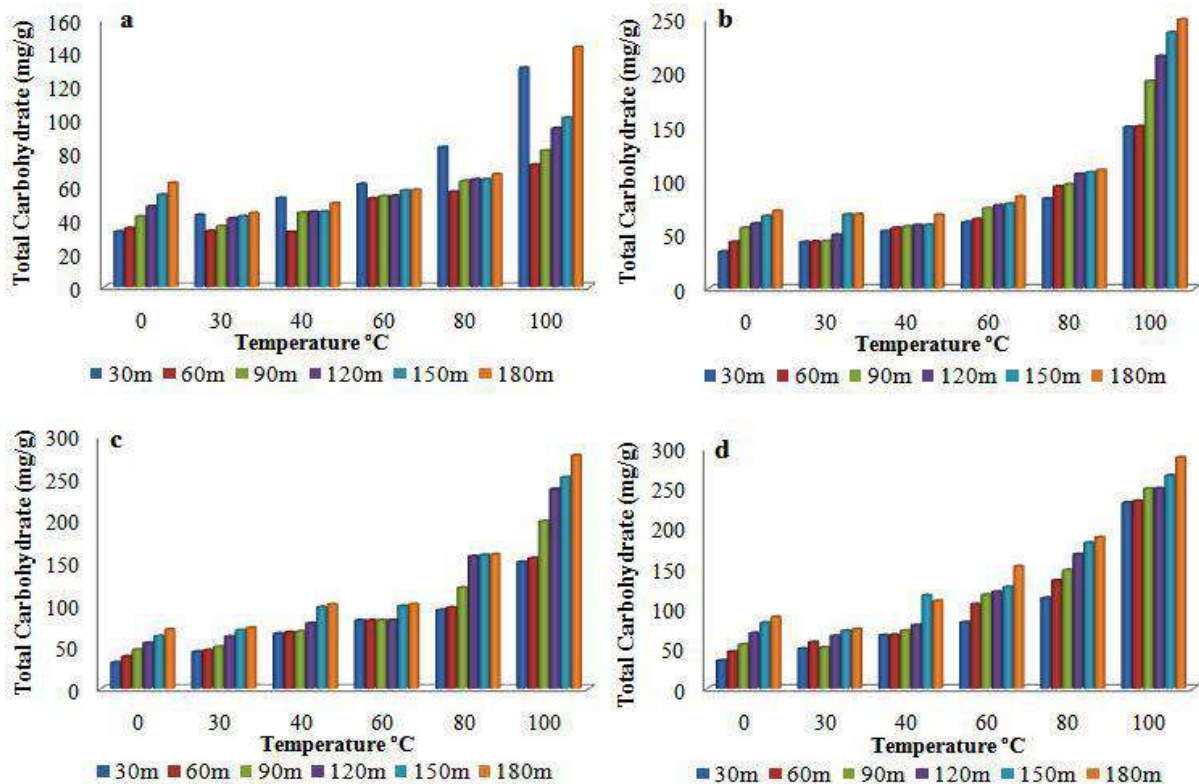 a
Total Carbohydrate (mg/g)
160
140
120
100
80
60
40
20
0
0 30 40 60 80 100
Temperature °C
30m 60m 90m 120m 150m 180m
b
Total Carbohydrate (mg/g)
250
200
150
100
50
0
0 30 40 60 80 100
Temperature °C
30m 60m 90m 120m 150m 180m
c
Total Carbohydrate (mg/g)
300
250
200
150
100
50
0
0 30 40 60 80 100
Temperature °C
30m 60m 90m 120m 150m 180m
d
Total Carbohydrate (mg/g)
300
250
200
150
100
50
0
0 30 40 60 80 100
Temperature °C
30m 60m 90m 120m 150m 180m